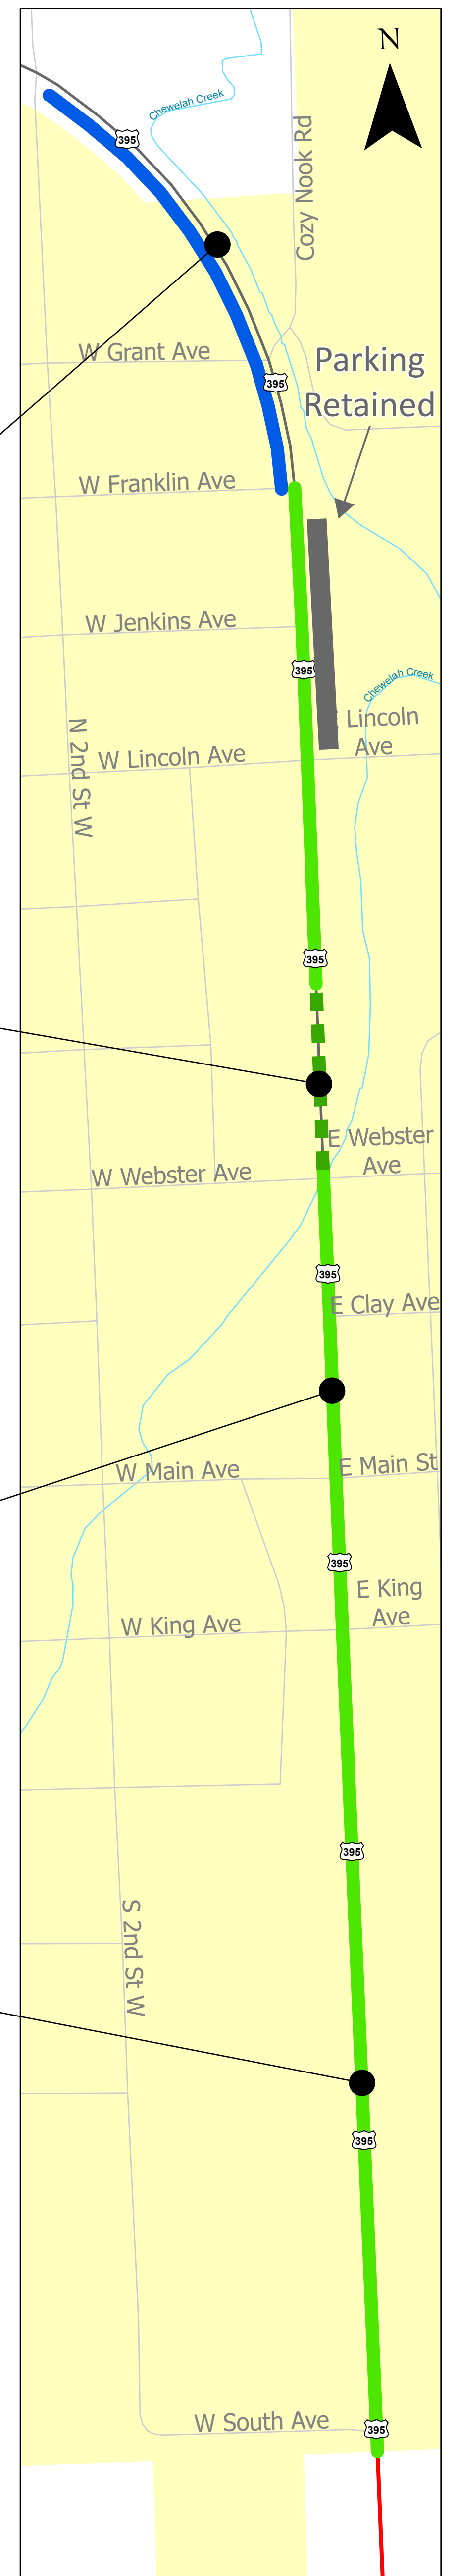 N
Chewelah Creek
395
Cozy Nook Rd
W Grant Ave
Parking
Retained
395
W Franklin Ave
W Jenkins Ave
395
Chewelah Creek
Lincoln
Ave
N 2nd St W
W Lincoln Ave
395
E Webster
Ave
W Webster Ave
395
E Clay Ave
W Main Ave
E Main St
395
E King
Ave
W King Ave
395
S 2nd St W
395
W South Ave
395